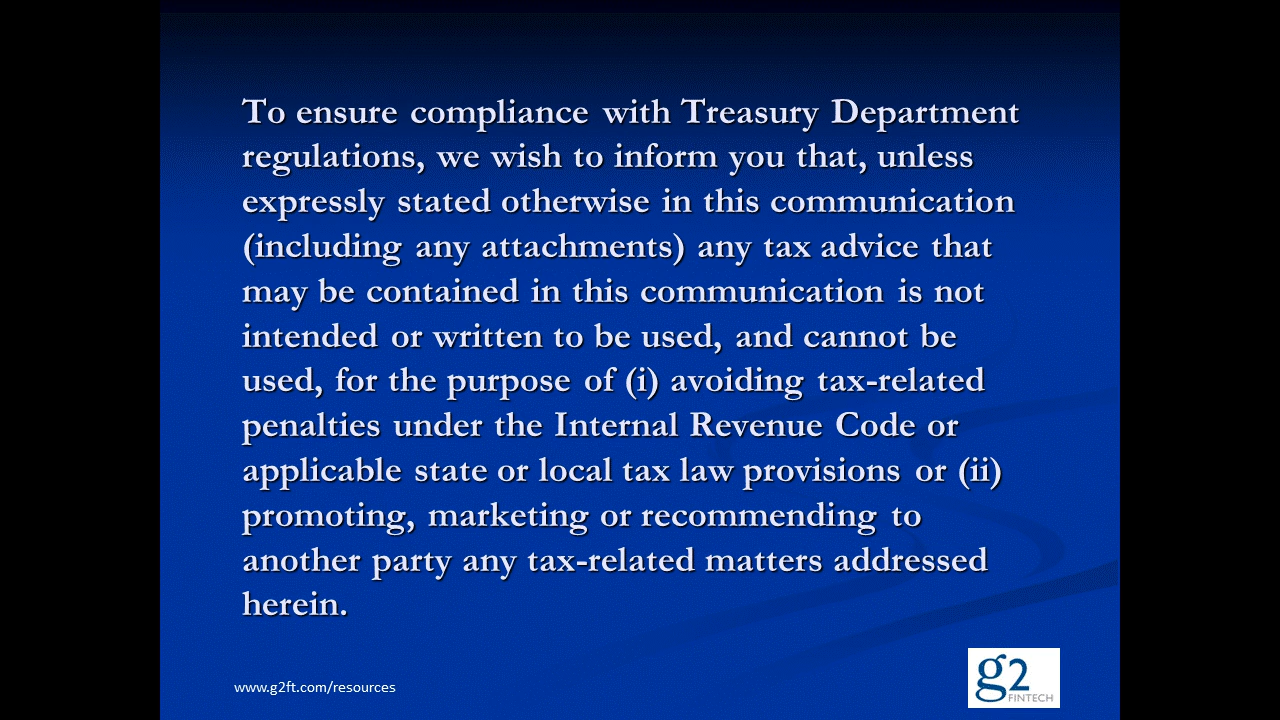 To ensure compliance with Treasury Department
regulations, we wish to inform you that, unless
expressly stated otherwise in this communication
(including any attachments) any tax advice that
may be contained in this communication is not
intended or written to be used, and cannot be
used, for the purpose of (i) avoiding tax-related
penalties under the Internal Revenue Code or
applicable state or local tax law provisions or (ii)
promoting, marketing or recommending to
another party any tax-related matters addressed
herein.
www.g2ft.com/resources
g2
FINTECH